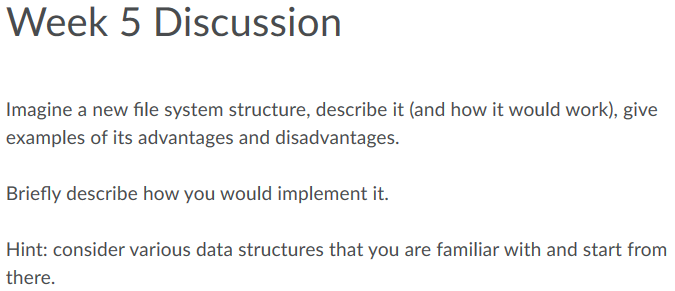 Week 5 Discussion
Imagine a new file system structure, describe it (and how it would work), give
examples of its advantages and disadvantages.
Briefly describe how you would implement it.
Hint: consider various data structures that you are familiar with and start from
there.